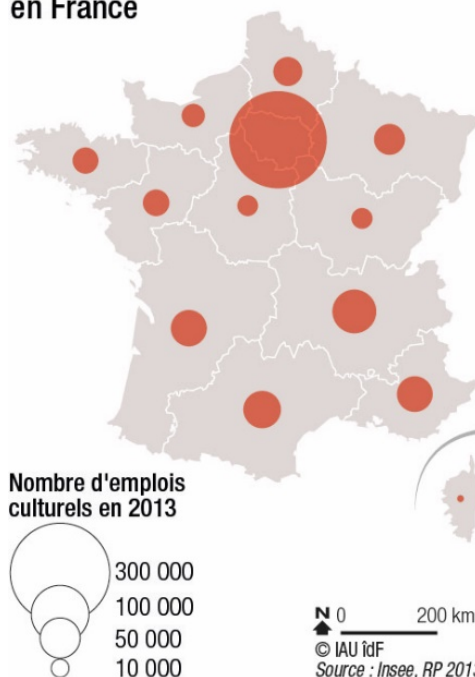 en France
Nombre d'emplois
culturels en 2013
300 000
100 000
50 000
10 000
N 0 200 km
© IAU îdF
Source : Insee, RP 2013